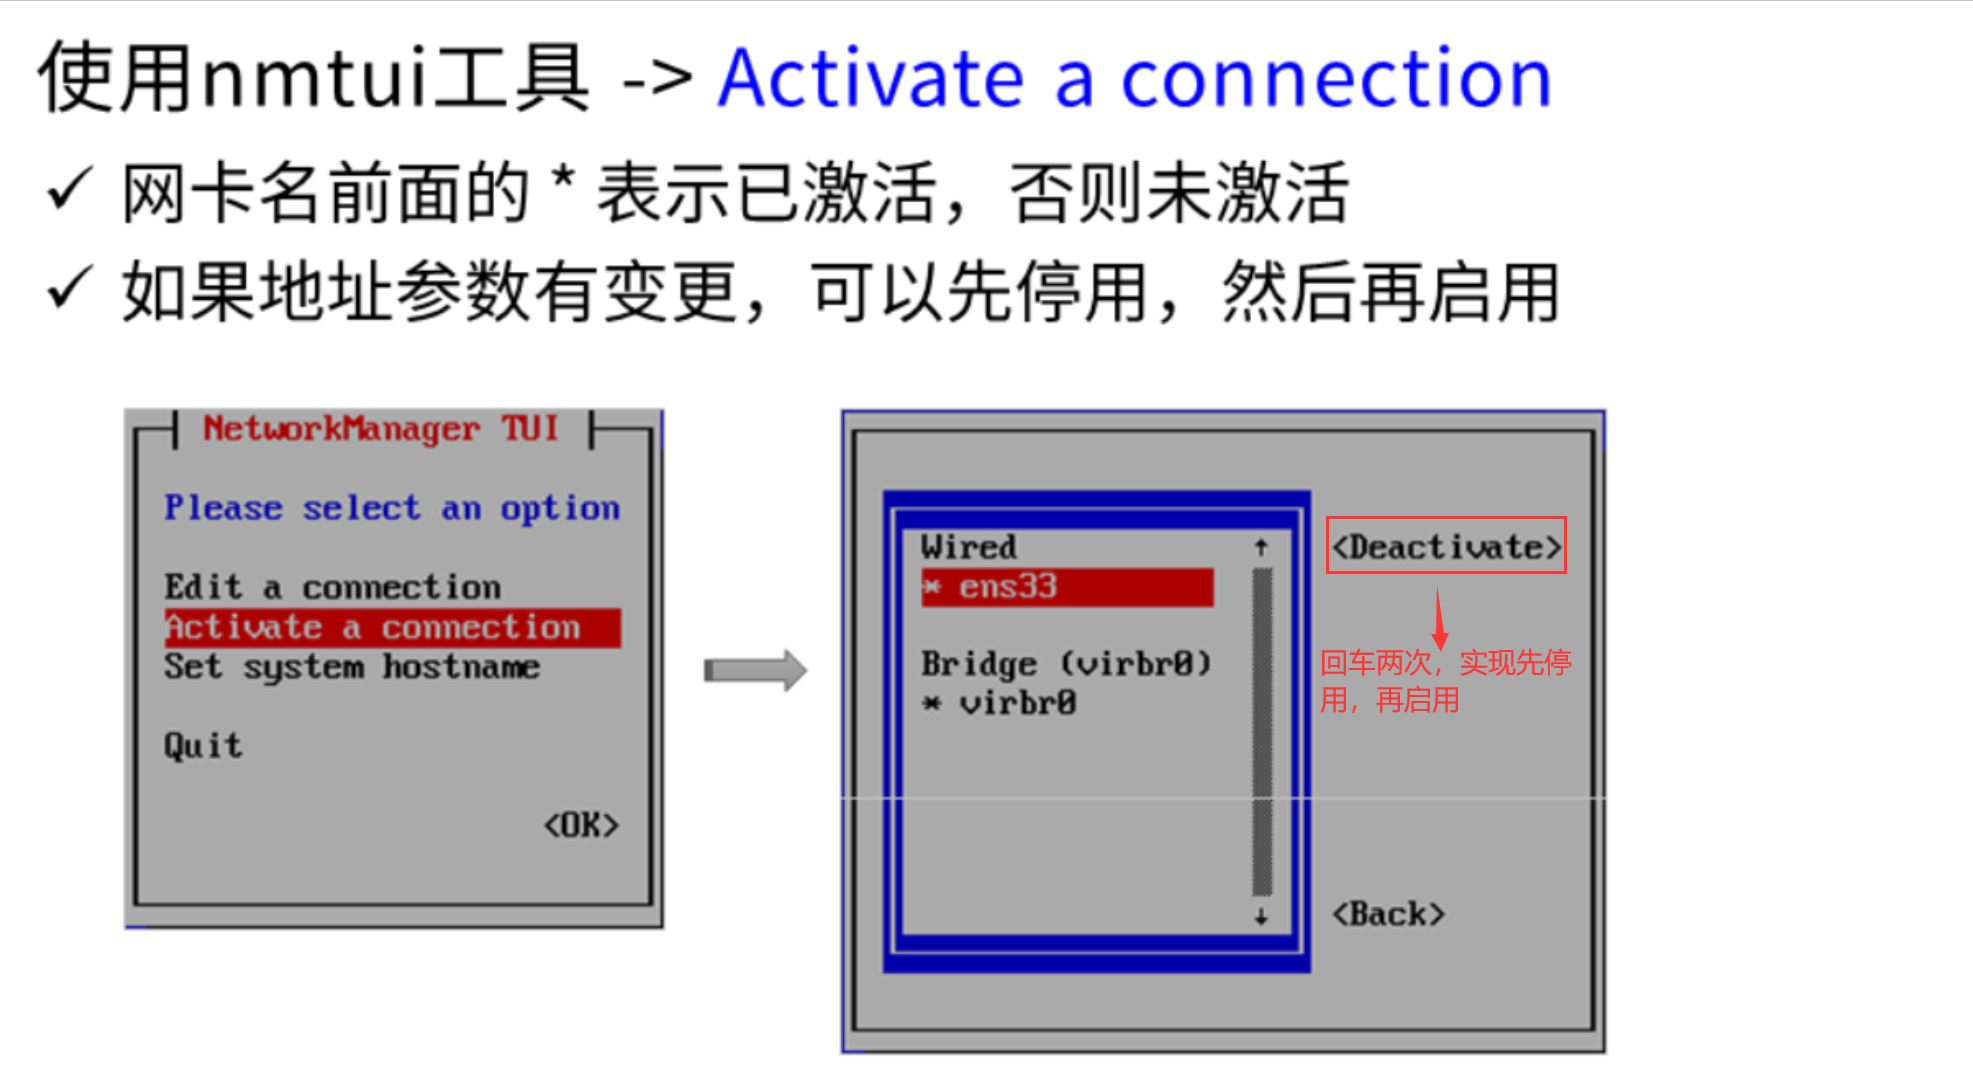 使用nmtui工具 -> Activate a connection
✓ 网卡名前面的 * 表示已激活，否则未激活
✓ 如果地址参数有变更，可以先停用，然后再启用
NetworkManager TUI
Please select an option
Edit a connection
Activate a connection
Set system hostname
Quit
<OK>
Wired
* ens33
Bridge (virbr0)
* virbr0
<Deactivate>
回车两次，实现先停
用，再启用
<Back>